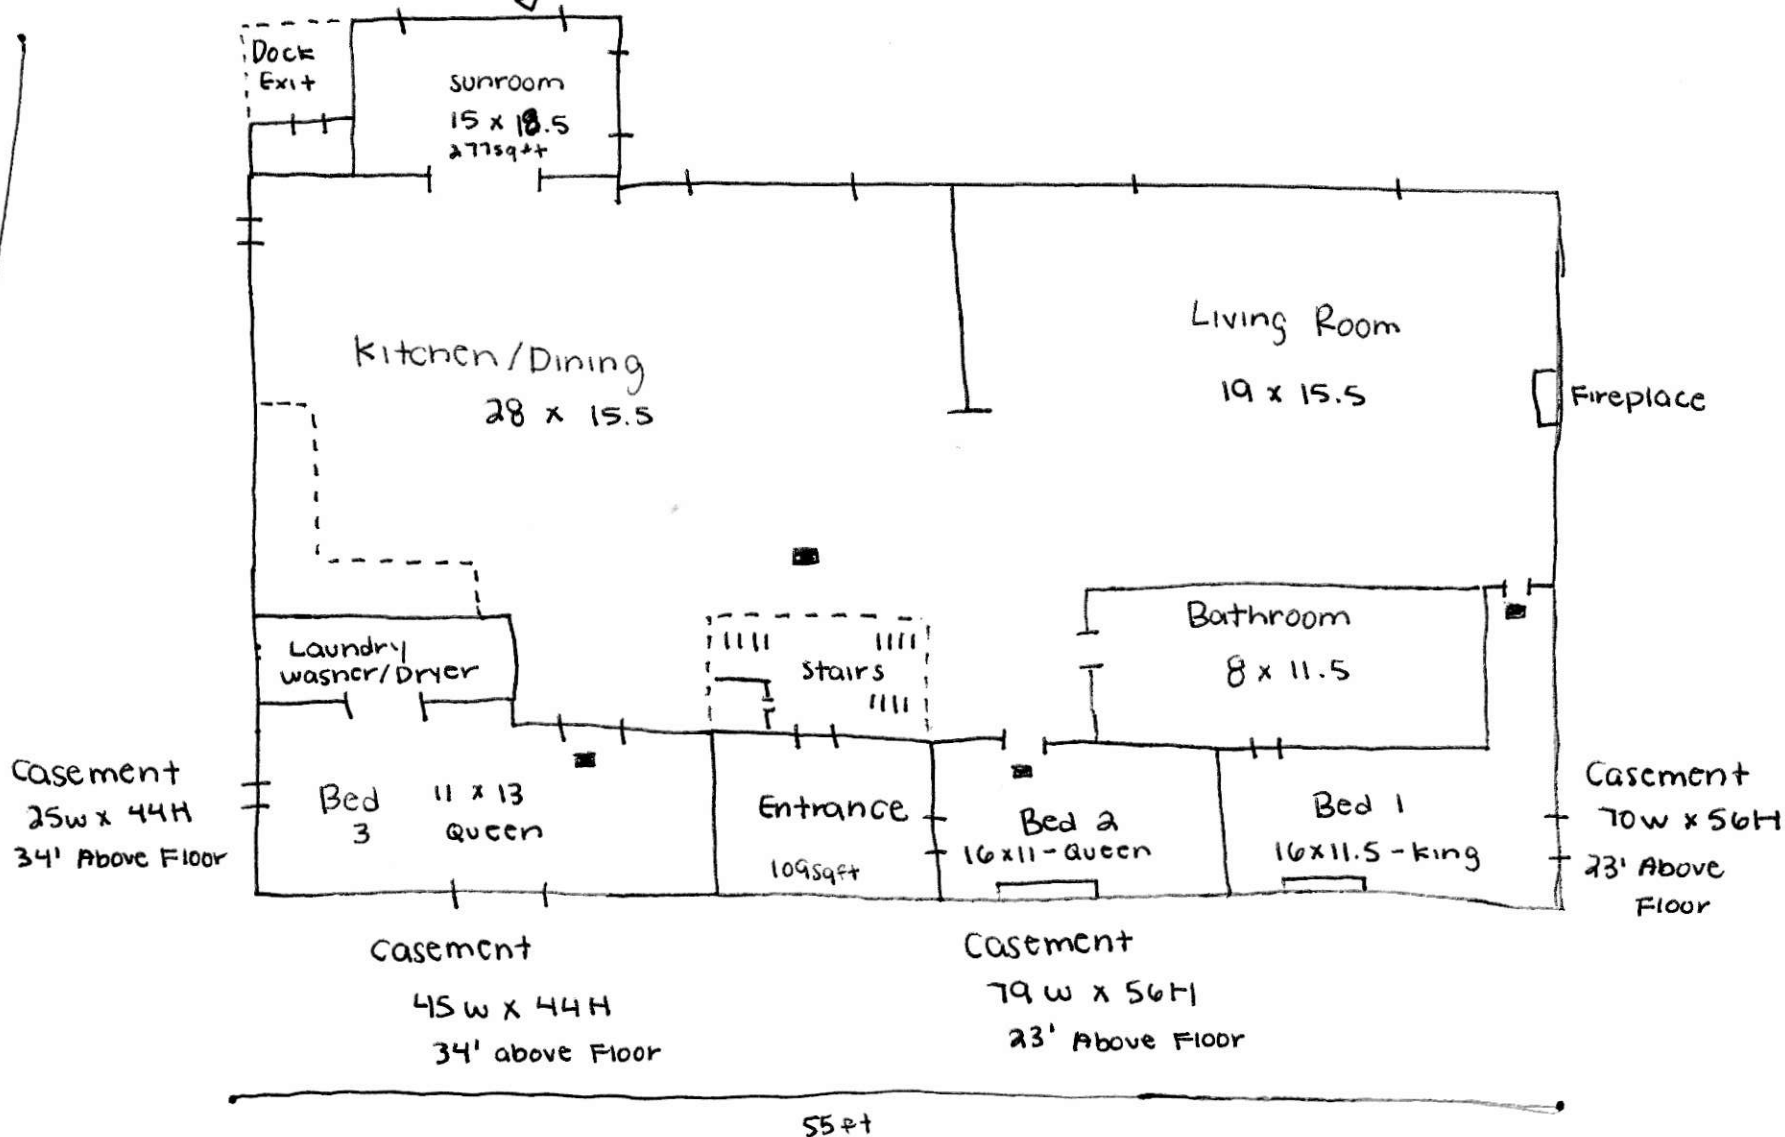 Dock
Exit
sunroom
15 x 18.5
277sqft
Kitchen/Dining
28 x 15.5
Living Room
19 x 15.5
Fireplace
Laundry
washer/Dryer
Stairs
Bathroom
8 x 11.5
Casement
25w x 44H
34' Above Floor
Bed
3
11 x 13
Queen
Entrance
109sqft
Bed 2
16x11-Queen
Bed 1
16x11.5-King
Casement
70w x 56H
23' Above
Floor
Casement
45w x 44H
34' above Floor
Casement
79w x 56H
23' Above Floor
55ft